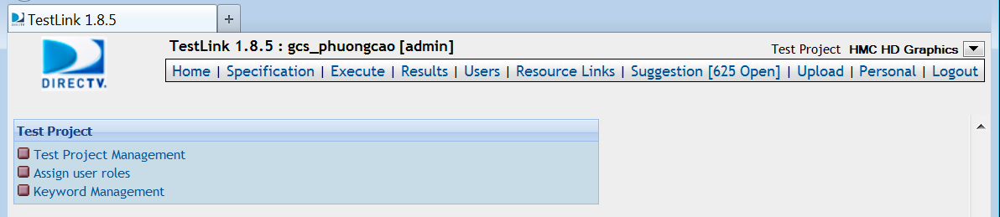 TestLink 1.8.5 +
DIRECTV.
TestLink 1.8.5 : gcs_phuongcao [admin]
Test Project HMC HD Graphics
Home | Specification | Execute | Results | Users | Resource Links | Suggestion [625 Open] | Upload | Personal | Logout
Test Project
Test Project Management
Assign user roles
Keyword Management